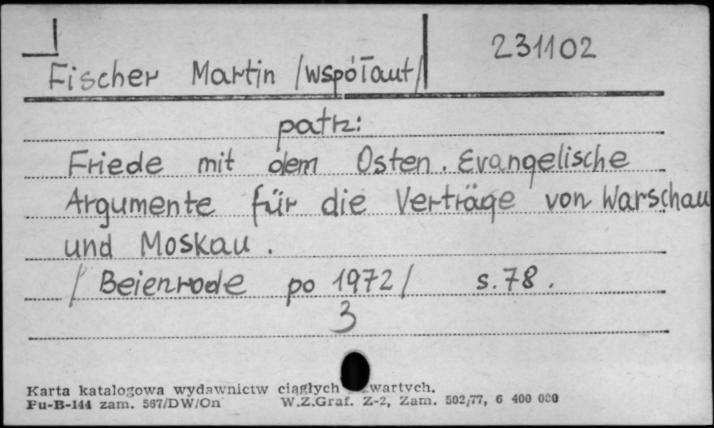 231102
Fischer Martin /współaut/
patrz:
Friede mit dem Osten. Evangelische
Argumente für die Verträge von Warschau
und Moskau.
/ Beienrode po 1972/ s. 78.
3
Karta katalogowa wydawnictw ciągłych wartych.
Pu-B-144 zam. 567/DW/On W.Z.Graf. Z-2, Zam. 502/77, 6 400 000